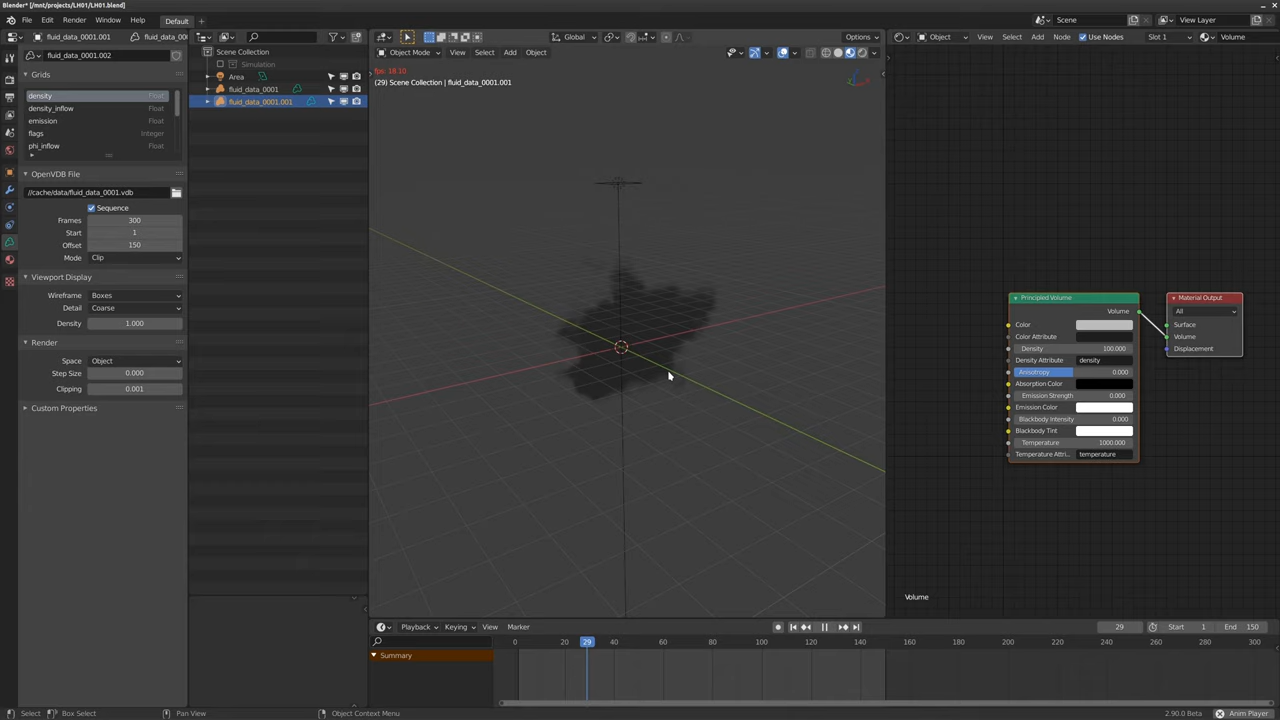 Blender* [/mnt/projects/LH01/LH01.blend]
File Edit Render Window Help Default
Scene View Layer
fluid_data_0001.001 fluid_data_00...
fluid_data_0001.002
Grids
density Float
density_inflow Float
emission Float
flags Integer
phi_inflow Float
OpenVDB File
//cache/data/fluid_data_0001.vdb
Sequence
Frames 300
Start 1
Offset 150
Mode Clip
Viewport Display
Wireframe Boxes
Detail Coarse
Density 1.000
Render
Space Object
Step Size 0.000
Clipping 0.001
Custom Properties
Scene Collection
Simulation
Area
fluid_data_0001
fluid_data_0001.001
Global Options
Object Mode View Select Add Object
fps: 18.10
(29) Scene Collection | fluid_data_0001.001
Object View Select Add Node Use Nodes Slot 1 Volume
Principled Volume
Volume
Color
Color Attribute
Density 100.000
Density Attribute density
Anisotropy 0.000
Absorption Color
Emission Strength 0.000
Emission Color
Blackbody Intensity 0.000
Blackbody Tint
Temperature 1000.000
Temperature Attri... temperature
Material Output
All
Surface
Volume
Displacement
Volume
Playback Keying View Marker 29 Start 1 End 150
0 20 29 40 60 80 100 120 140 160 180 200 220 240 260 280 300
Summary
Select Box Select Pan View Object Context Menu 2.90.0 Beta Anim Player